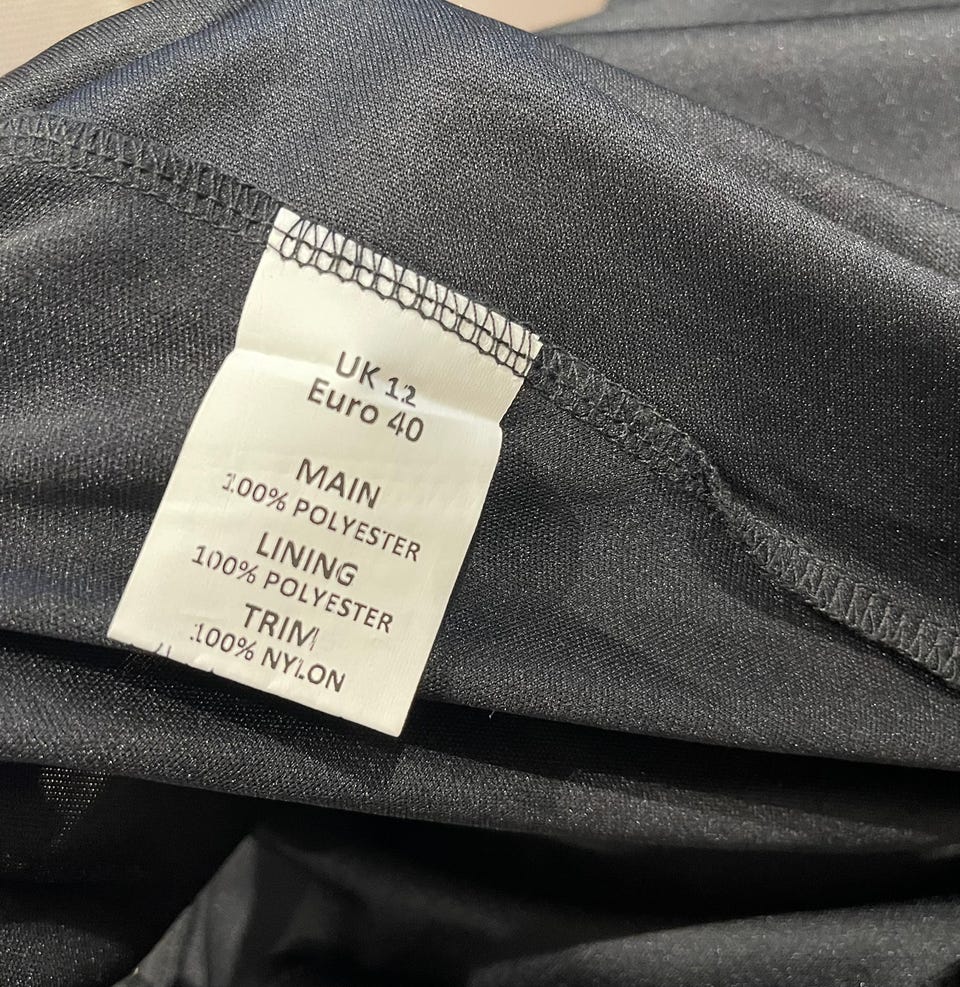 UK 12
Euro 40
MAIN
100% POLYESTER
LINING
100% POLYESTER
TRIM
100% NYLON